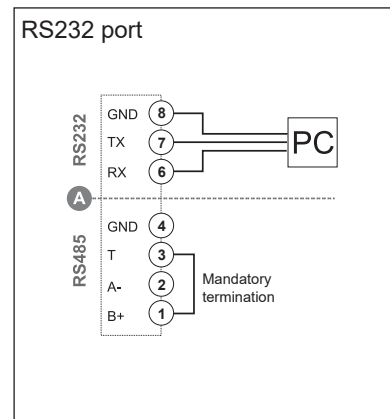 RS232 port
RS232
GND 8
TX 7
RX 6
PC
A
RS485
GND 4
T 3
A- 2
B+ 1
Mandatory
termination